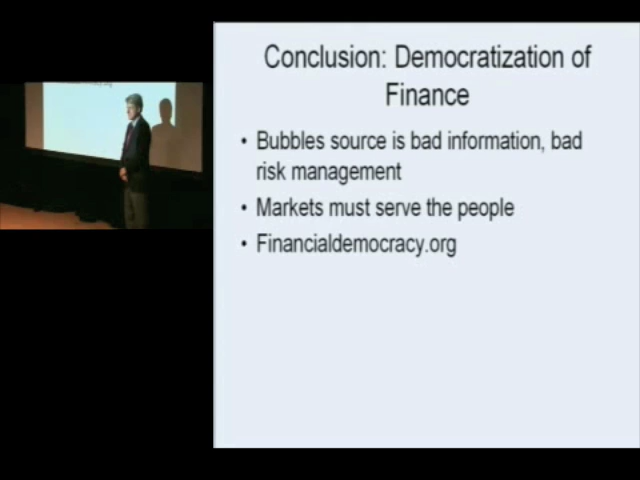 Conclusion: Democratization of
Finance
• Bubbles source is bad information, bad
risk management
• Markets must serve the people
• Financialdemocracy.org